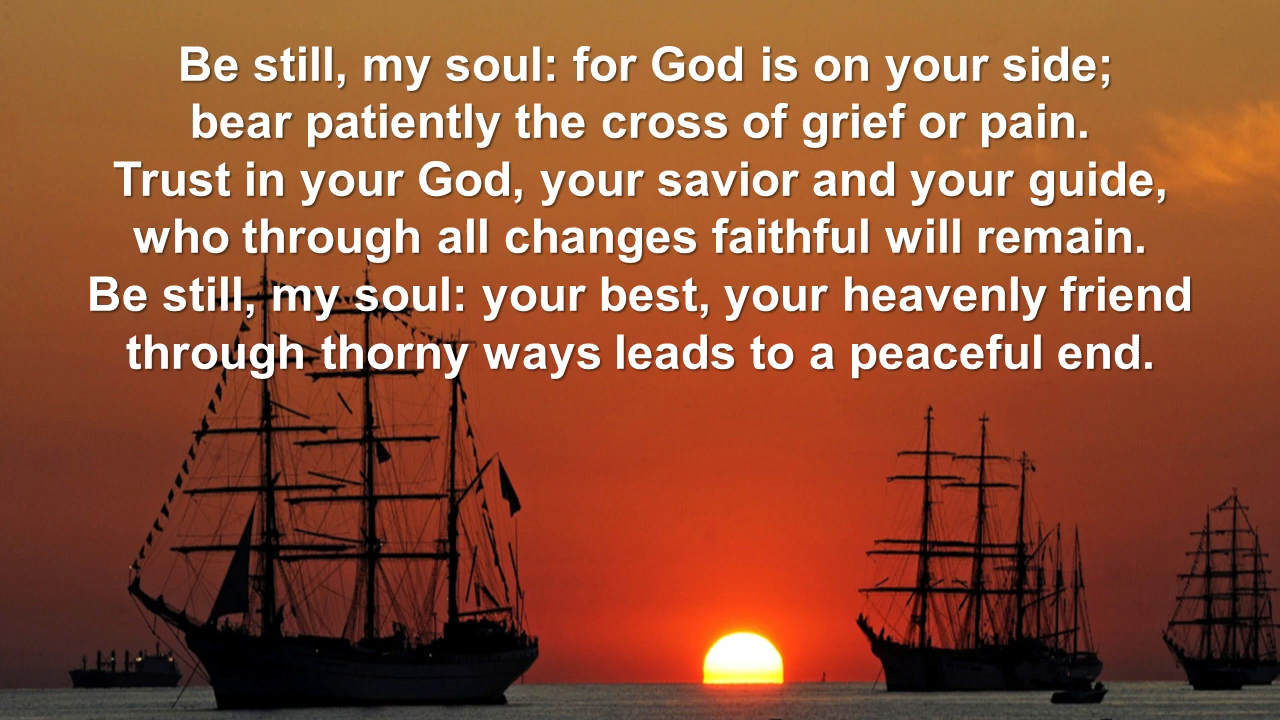 Be still, my soul: for God is on your side;
bear patiently the cross of grief or pain.
Trust in your God, your savior and your guide,
who through all changes faithful will remain.
Be still, my soul: your best, your heavenly friend
through thorny ways leads to a peaceful end.